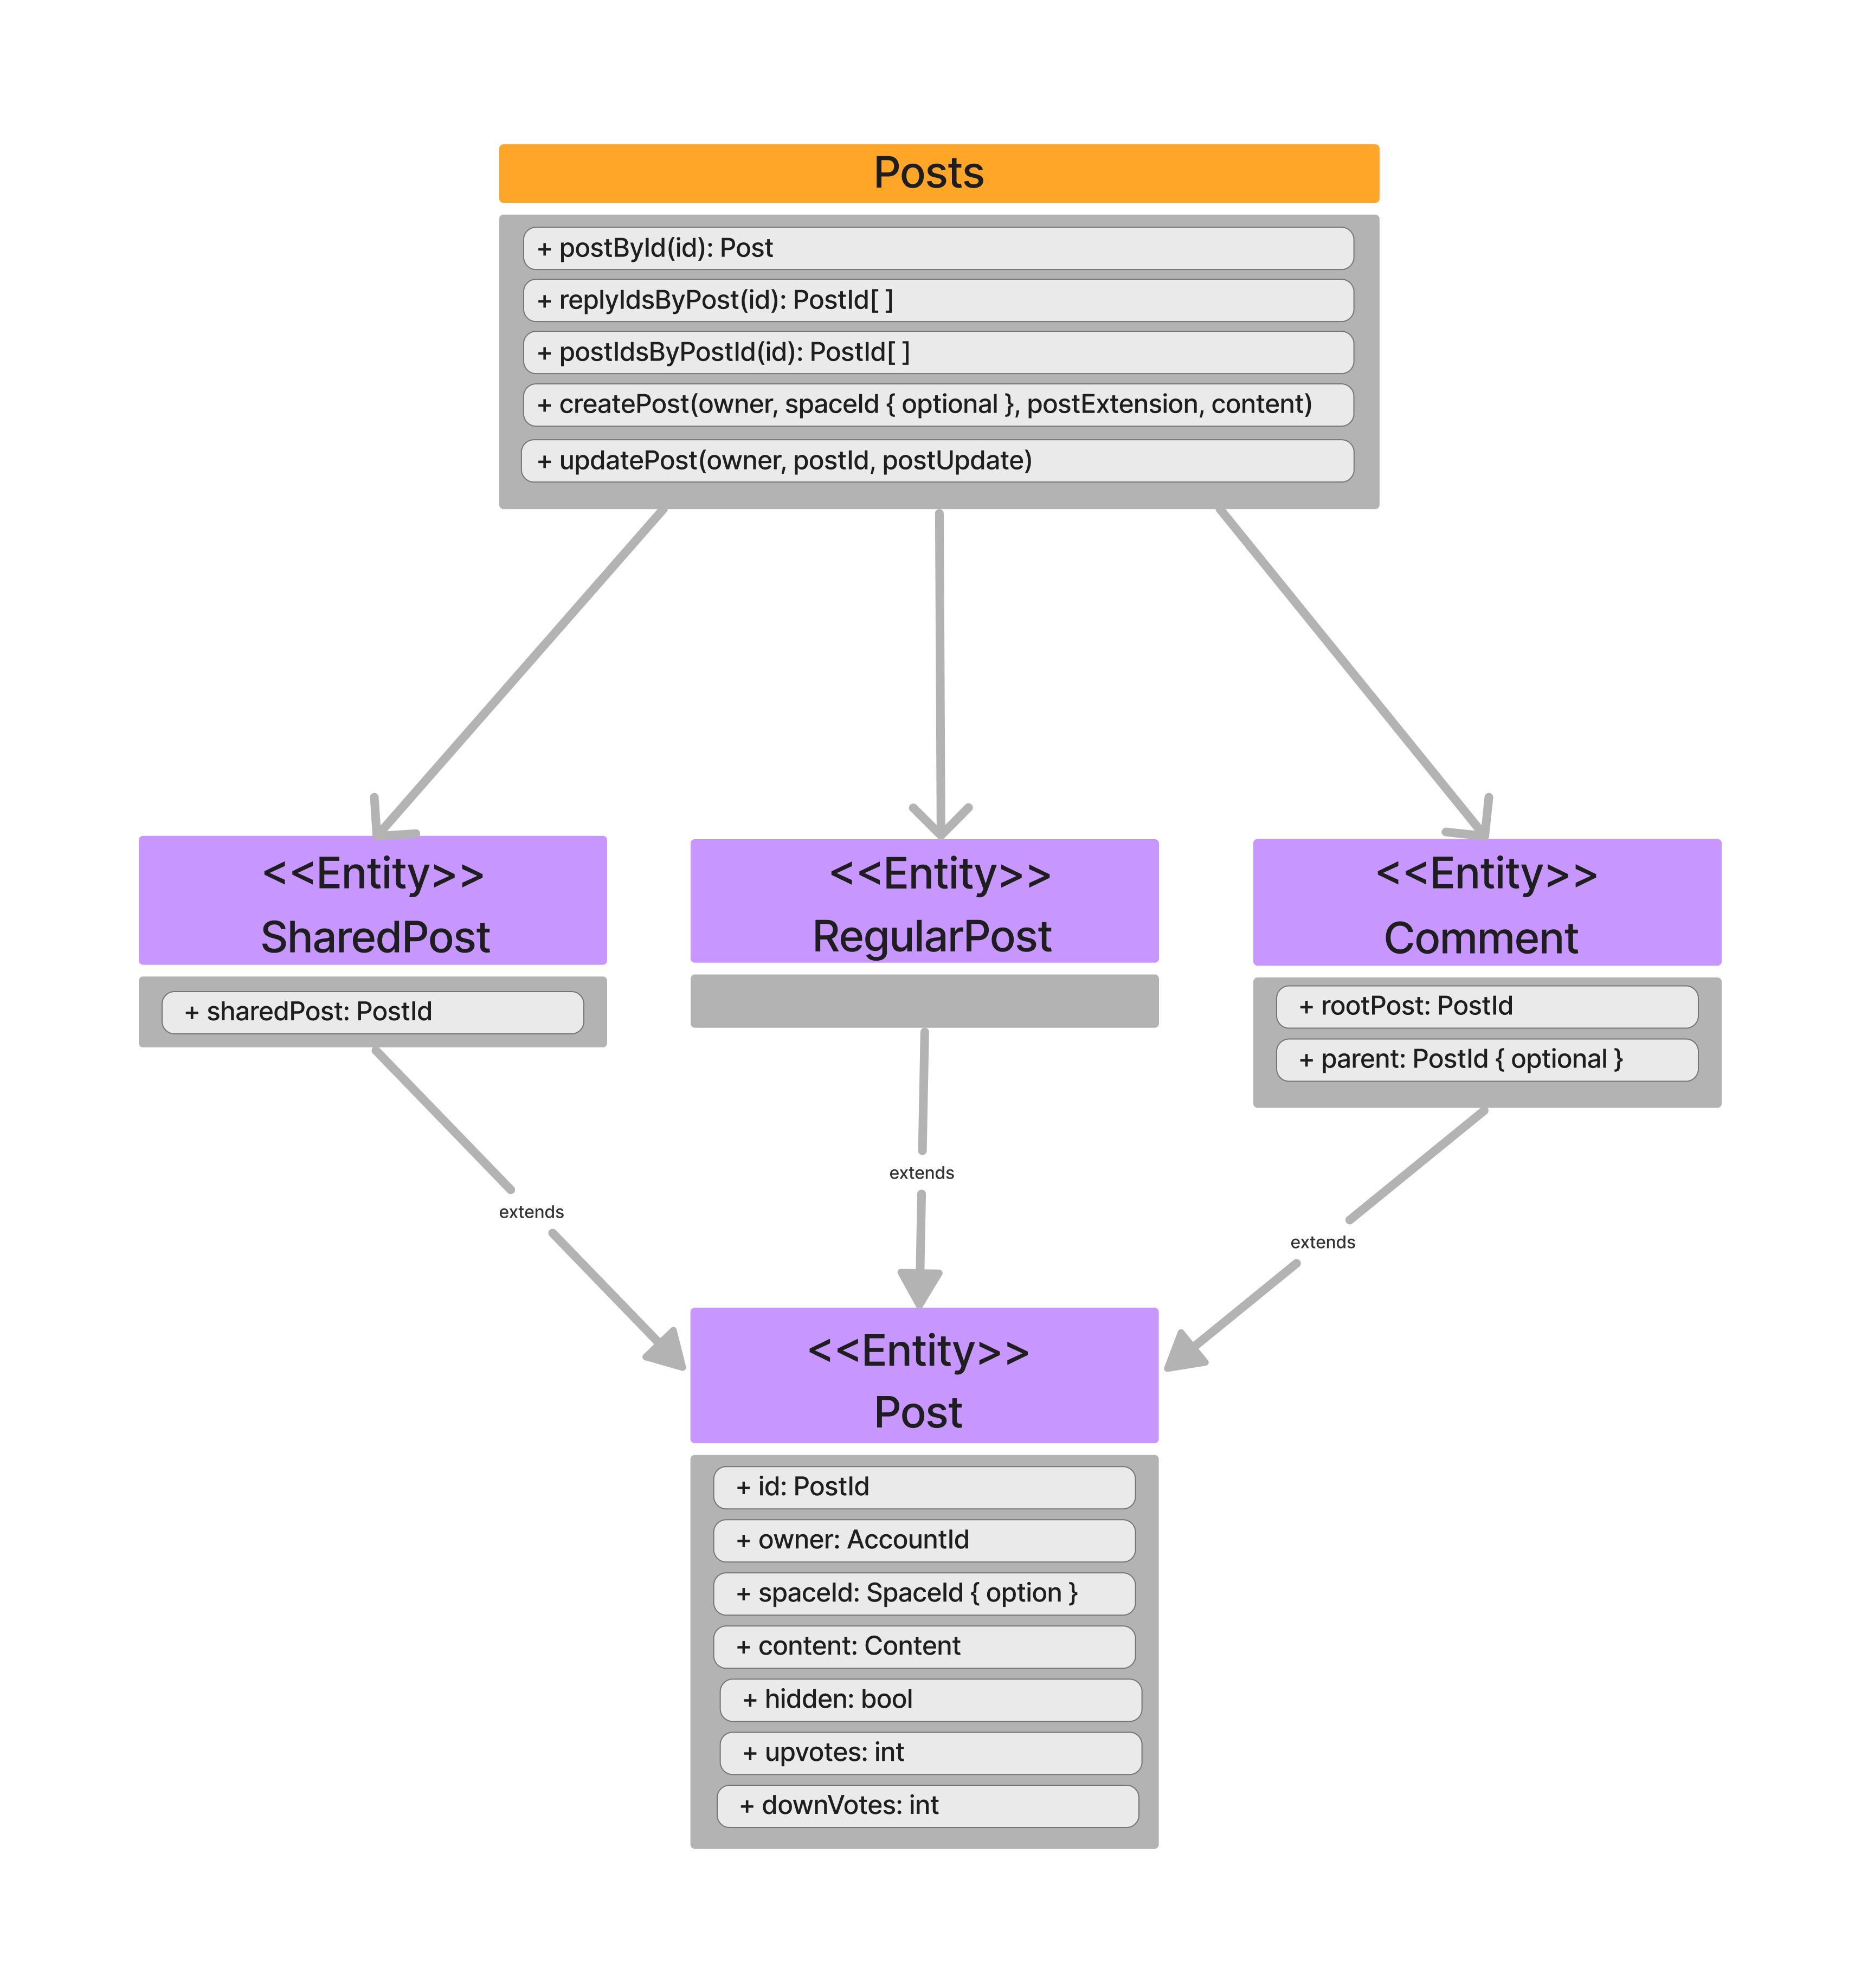 Posts
+ postById(id): Post
+ replyIdsByPost(id): PostId[ ]
+ postIdsByPostId(id): PostId[ ]
+ createPost(owner, spaceId { optional }, postExtension, content)
+ updatePost(owner, postId, postUpdate)
<<Entity>>
SharedPost
+ sharedPost: PostId
<<Entity>>
RegularPost
<<Entity>>
Comment
+ rootPost: PostId
+ parent: PostId { optional }
extends
extends
extends
<<Entity>>
Post
+ id: PostId
+ owner: AccountId
+ spaceId: SpaceId { option }
+ content: Content
+ hidden: bool
+ upvotes: int
+ downVotes: int